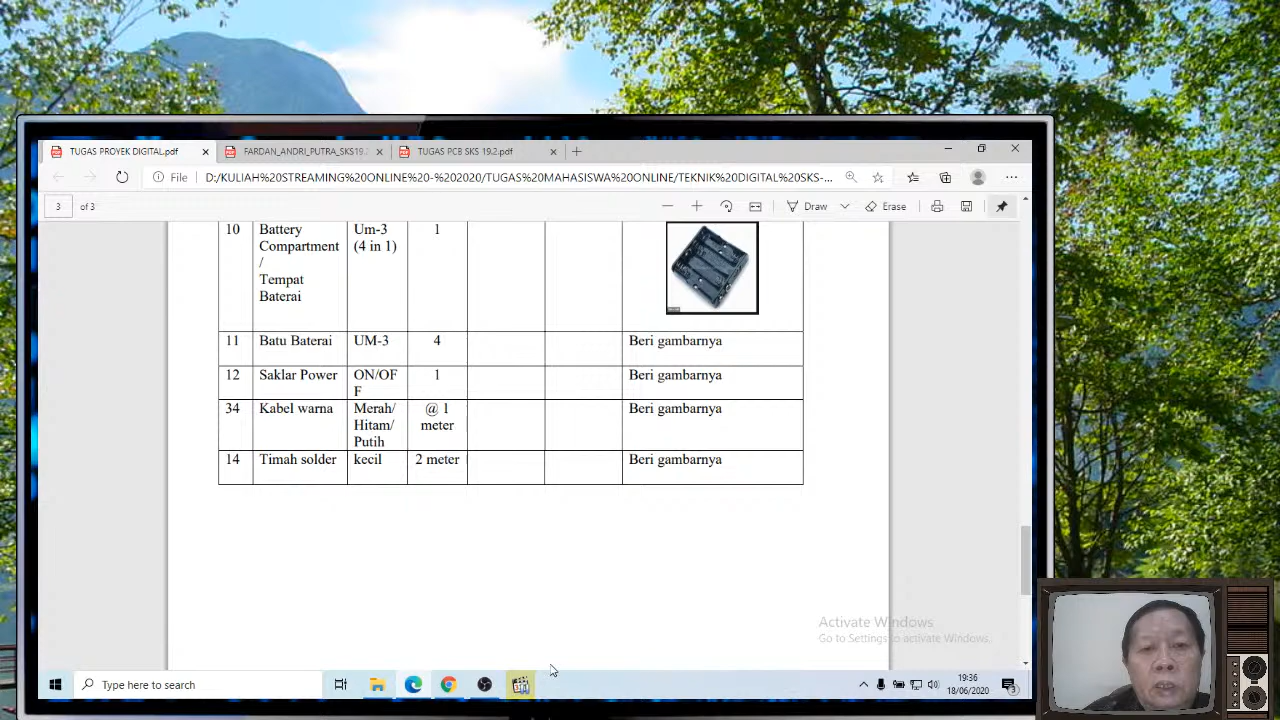 TUGAS PROYEK DIGITAL.pdf
FARDAN_ANDRI_PUTRA_SKS19.
TUGAS PCB SKS 19.2.pdf
File
D:/KULIAH%20STREAMING%20ONLINE%20-%202020/TUGAS%20MAHASISWA%20ONLINE/TEKNIK%20DIGITAL%20SKS-...
3 of 3
Draw
Erase
10 Battery Um-3 1
Compartment (4 in 1)
/
Tempat
Baterai
11 Batu Baterai UM-3 4 Beri gambarnya
12 Saklar Power ON/OF 1 Beri gambarnya
F
34 Kabel warna Merah/ @ 1 Beri gambarnya
Hitam/ meter
Putih
14 Timah solder kecil 2 meter Beri gambarnya
Activate Windows
Go to Settings to activate Windows.
Type here to search
19:36
18/06/2020
3